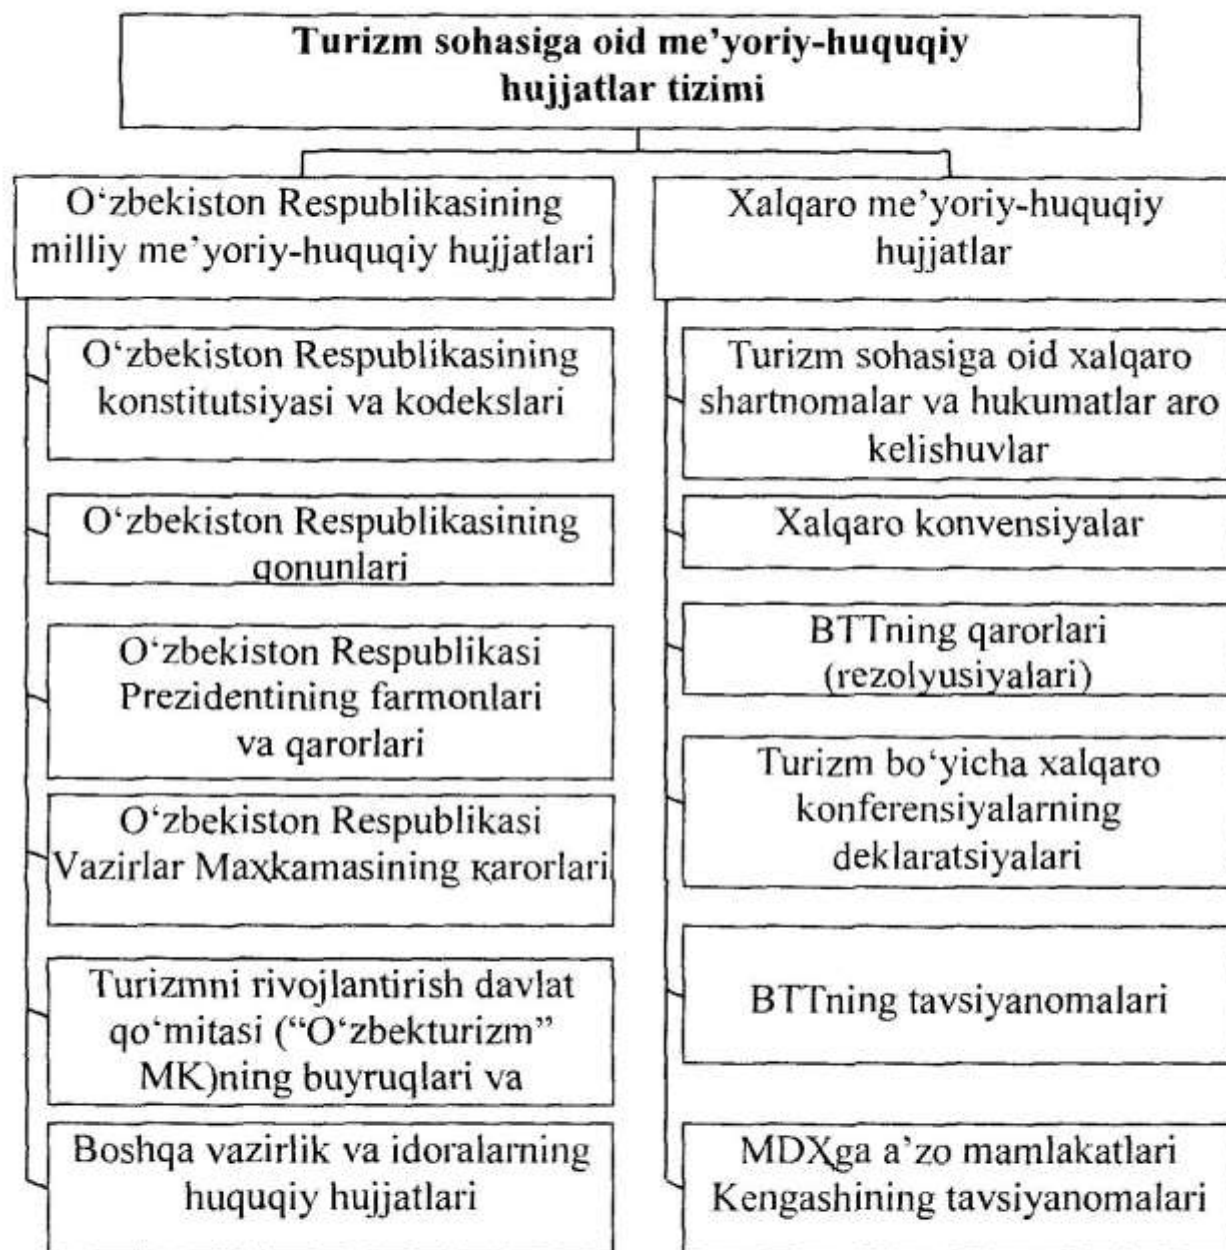 Turizm sohasiga oid me’yoriy-huquqiy
hujjatlar tizimi
O‘zbekiston Respublikasining
milliy me’yoriy-huquqiy hujjatlari
O‘zbekiston Respublikasining
konstitutsiyasi va kodekslari
O‘zbekiston Respublikasining
qonunlari
O‘zbekiston Respublikasi
Prezidentining farmonlari
va qarorlari
O‘zbekiston Respublikasi
Vazirlar Maҳkamasining қarorlari
Turizmni rivojlantirish davlat
qo‘mitasi (“O‘zbekturizm”
MK)ning buyruqlari va
Boshqa vazirlik va idoralarning
huquqiy hujjatlari
Xalqaro me’yoriy-huquqiy
hujjatlar
Turizm sohasiga oid xalqaro
shartnomalar va hukumatlar aro
kelishuvlar
Xalqaro konvensiyalar
BTTning qarorlari
(rezolyusiyalari)
Turizm bo‘yicha xalqaro
konferensiyalarning
deklaratsiyalari
BTTning tavsiyanomalari
MDҲga a’zo mamlakatlari
Kengashining tavsiyanomalari